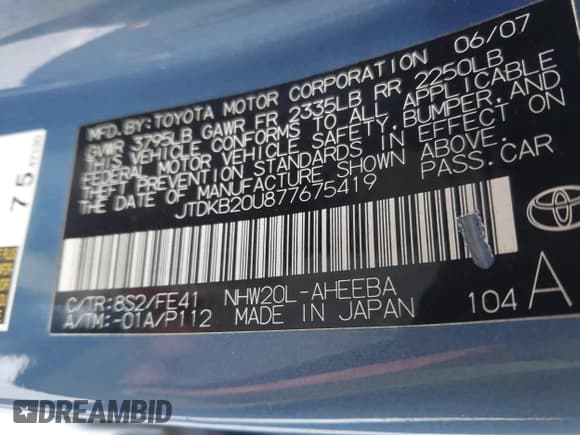 MFD. BY: TOYOTA MOTOR CORPORATION 06/07
GVWR 3795LB GAWR FR 2335LB RR 2250LB
THIS VEHICLE CONFORMS TO ALL APPLICABLE
FEDERAL MOTOR VEHICLE SAFETY, BUMPER, AND
THEFT PREVENTION STANDARDS IN EFFECT ON
THE DATE OF MANUFACTURE SHOWN ABOVE.
JTDKB20U877675419 PASS. CAR
C/TR: 8S2/FE41 NHW20L-AHEEBA
A/TM: -01A/P112 MADE IN JAPAN 104 A
75
DREAMBID